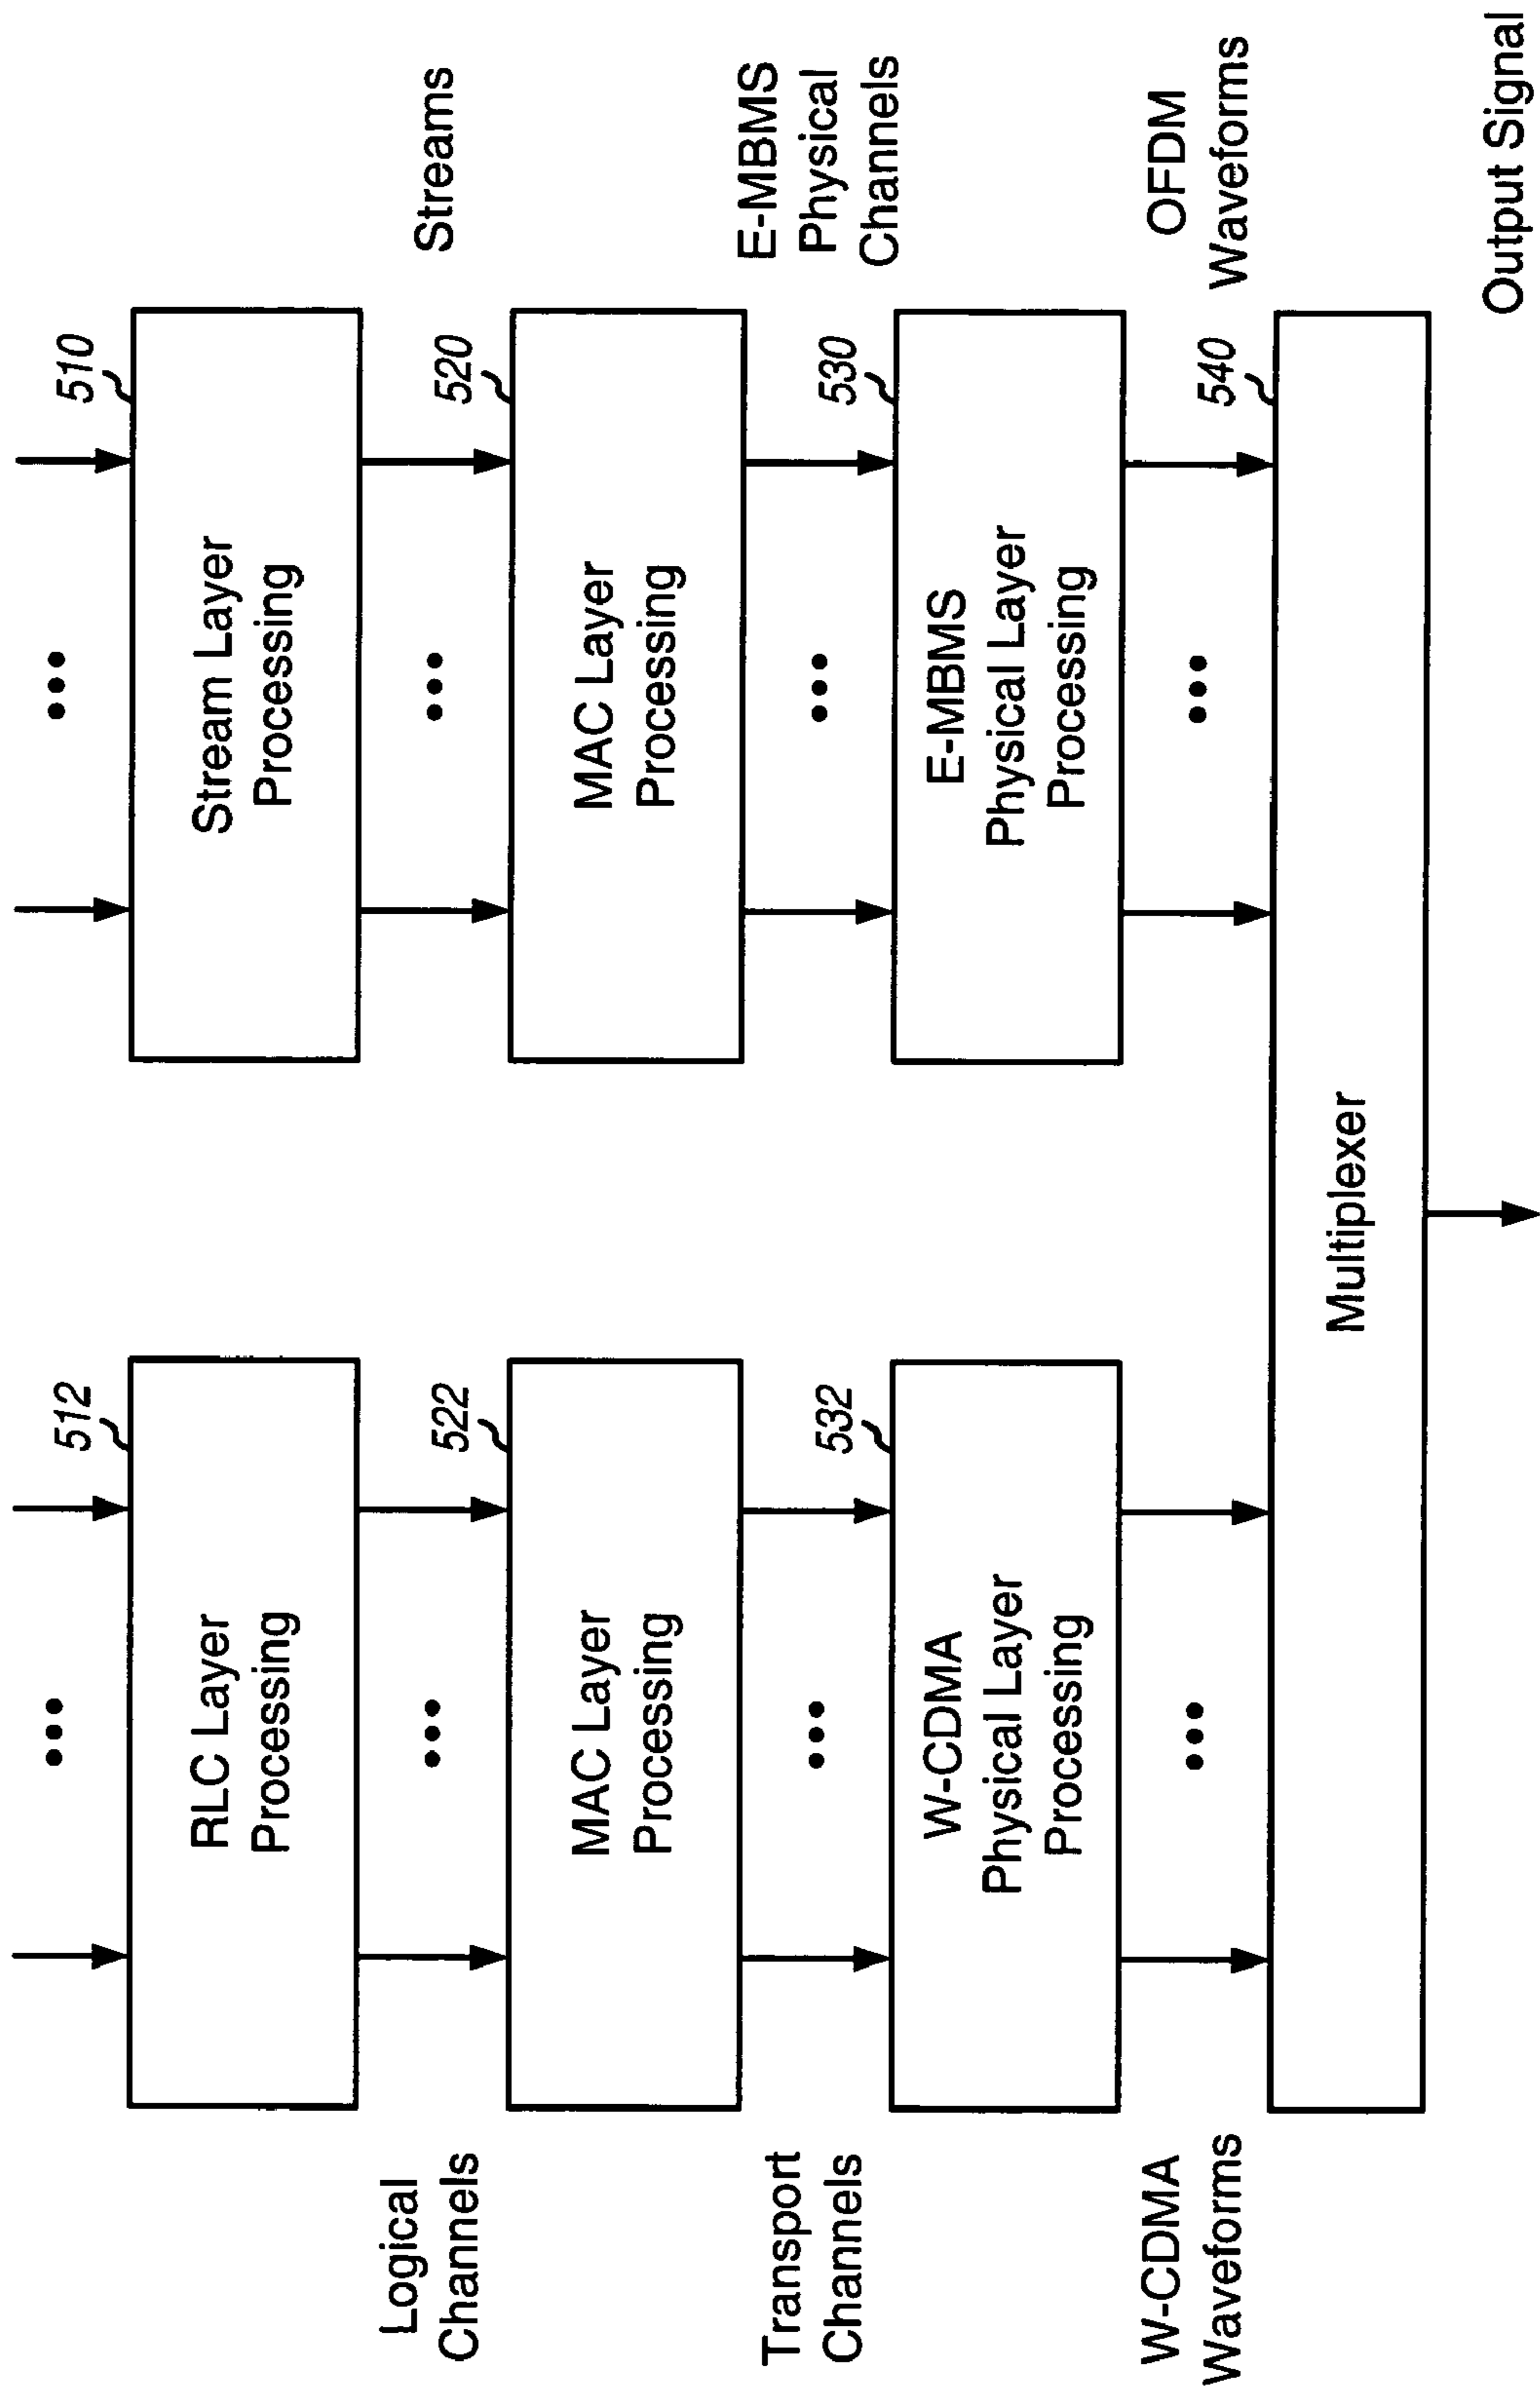 512
510
RLC Layer
Processing
Stream Layer
Processing
Logical
Channels
Streams
522
520
MAC Layer
Processing
MAC Layer
Processing
Transport
Channels
E-MBMS
Physical
Channels
532
530
W-CDMA
Physical Layer
Processing
E-MBMS
Physical Layer
Processing
W-CDMA
Waveforms
OFDM
Waveforms
540
Multiplexer
Output Signal